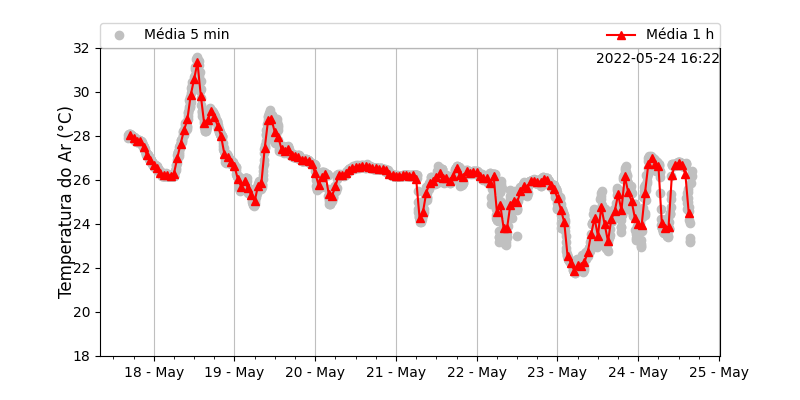 Média 5 min
Média 1 h
2022-05-24 16:22
Temperatura do Ar (°C)
32
30
28
26
24
22
20
18
18 - May
19 - May
20 - May
21 - May
22 - May
23 - May
24 - May
25 - May